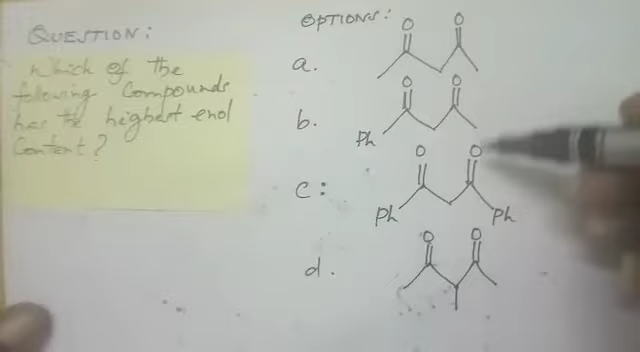 QUESTION:
Which of the
following Compounds
has the highest enol
Content?
OPTIONS:
a.
O O
b.
O O
Ph
c:
O O
Ph Ph
d.
O O